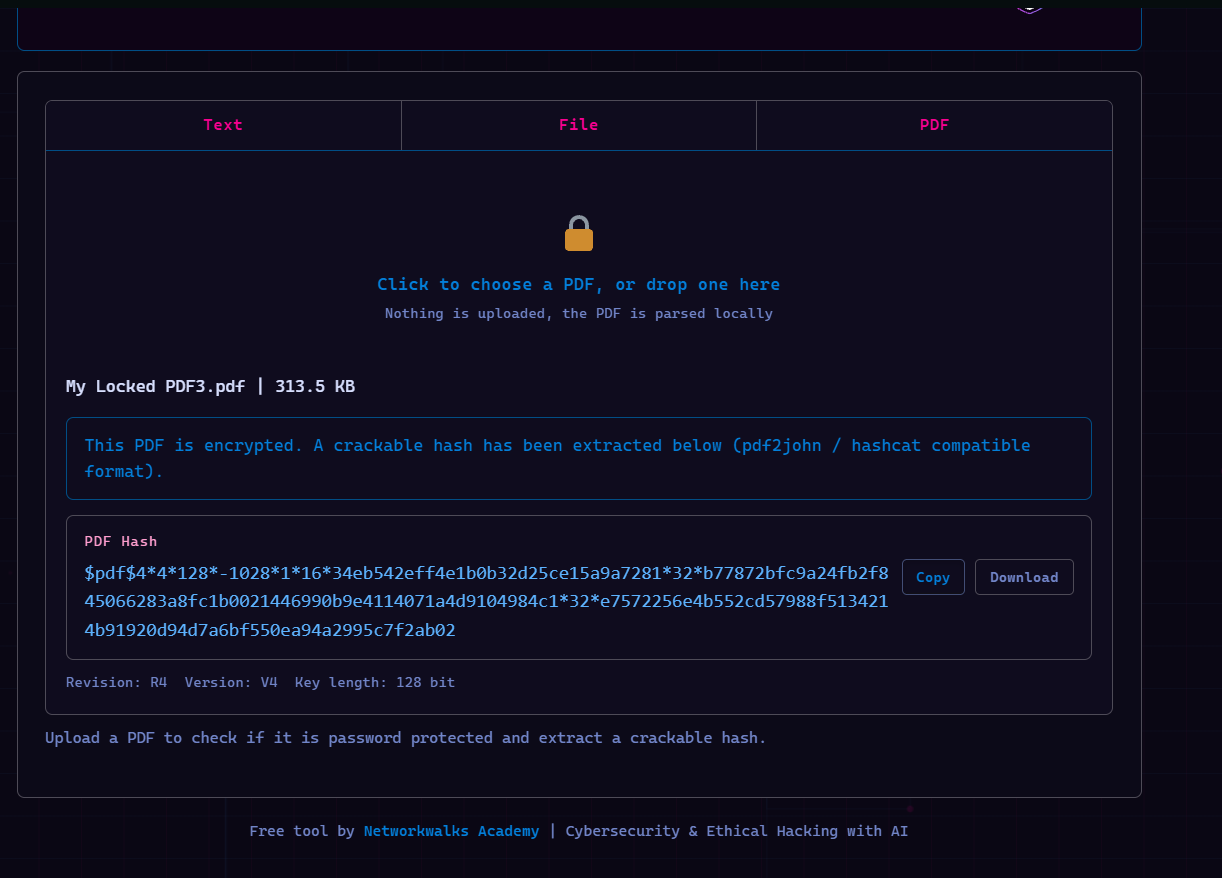 Text
File
PDF
Click to choose a PDF, or drop one here
Nothing is uploaded, the PDF is parsed locally
My Locked PDF3.pdf | 313.5 KB
This PDF is encrypted. A crackable hash has been extracted below (pdf2john / hashcat compatible
format).
PDF Hash
$pdf$4*4*128*-1028*1*16*34eb542eff4e1b0b32d25ce15a9a7281*32*b77872bfc9a24fb2f8
45066283a8fc1b0021446990b9e4114071a4d9104984c1*32*e7572256e4b552cd57988f513421
4b91920d94d7a6bf550ea94a2995c7f2ab02
Copy
Download
Revision: R4 Version: V4 Key length: 128 bit
Upload a PDF to check if it is password protected and extract a crackable hash.
Free tool by Networkwalks Academy | Cybersecurity & Ethical Hacking with AI